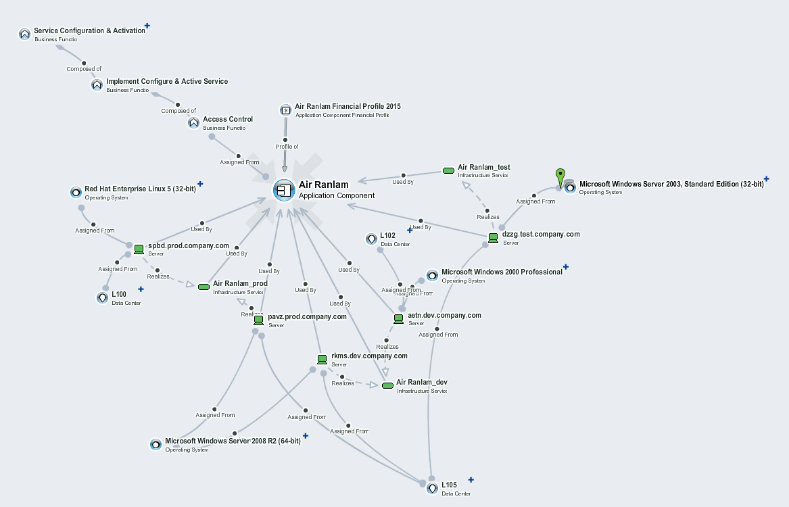 Service Configuration & Activation
Business Functio
Composed of
Implement Configure & Active Service
Business Functio
Composed of
Access Control
Business Functio
Assigned From
Air Ranlam Financial Profile 2015
Application Component Financial Profile
Profile of
Air Ranlam
Application Component
Air Ranlam_test
Infrastructure Service
Used By
Microsoft Windows Server 2003, Standard Edition (32-bit)
Operating System
Assigned From
Realizes
Red Hat Enterprise Linux 5 (32-bit)
Operating System
Assigned From
Used By
Used By
L102
Data Center
dzzg.test.company.com
Server
spbd.prod.company.com
Server
Used By
Assigned From
Realizes
Used By
Used By
Microsoft Windows 2000 Professional
Operating System
L100
Data Center
Air Ranlam_prod
Infrastructure Service
Used By
Assigned From
Assigned From
Used By
Realizes
pavz.prod.company.com
Server
aetn.dev.company.com
Server
Assigned From
Realizes
rkms.dev.company.com
Server
Realizes
Air Ranlam_dev
Infrastructure Service
Assigned From
Assigned From
Assigned From
Microsoft Windows Server 2008 R2 (64-bit)
Operating System
L105
Data Center